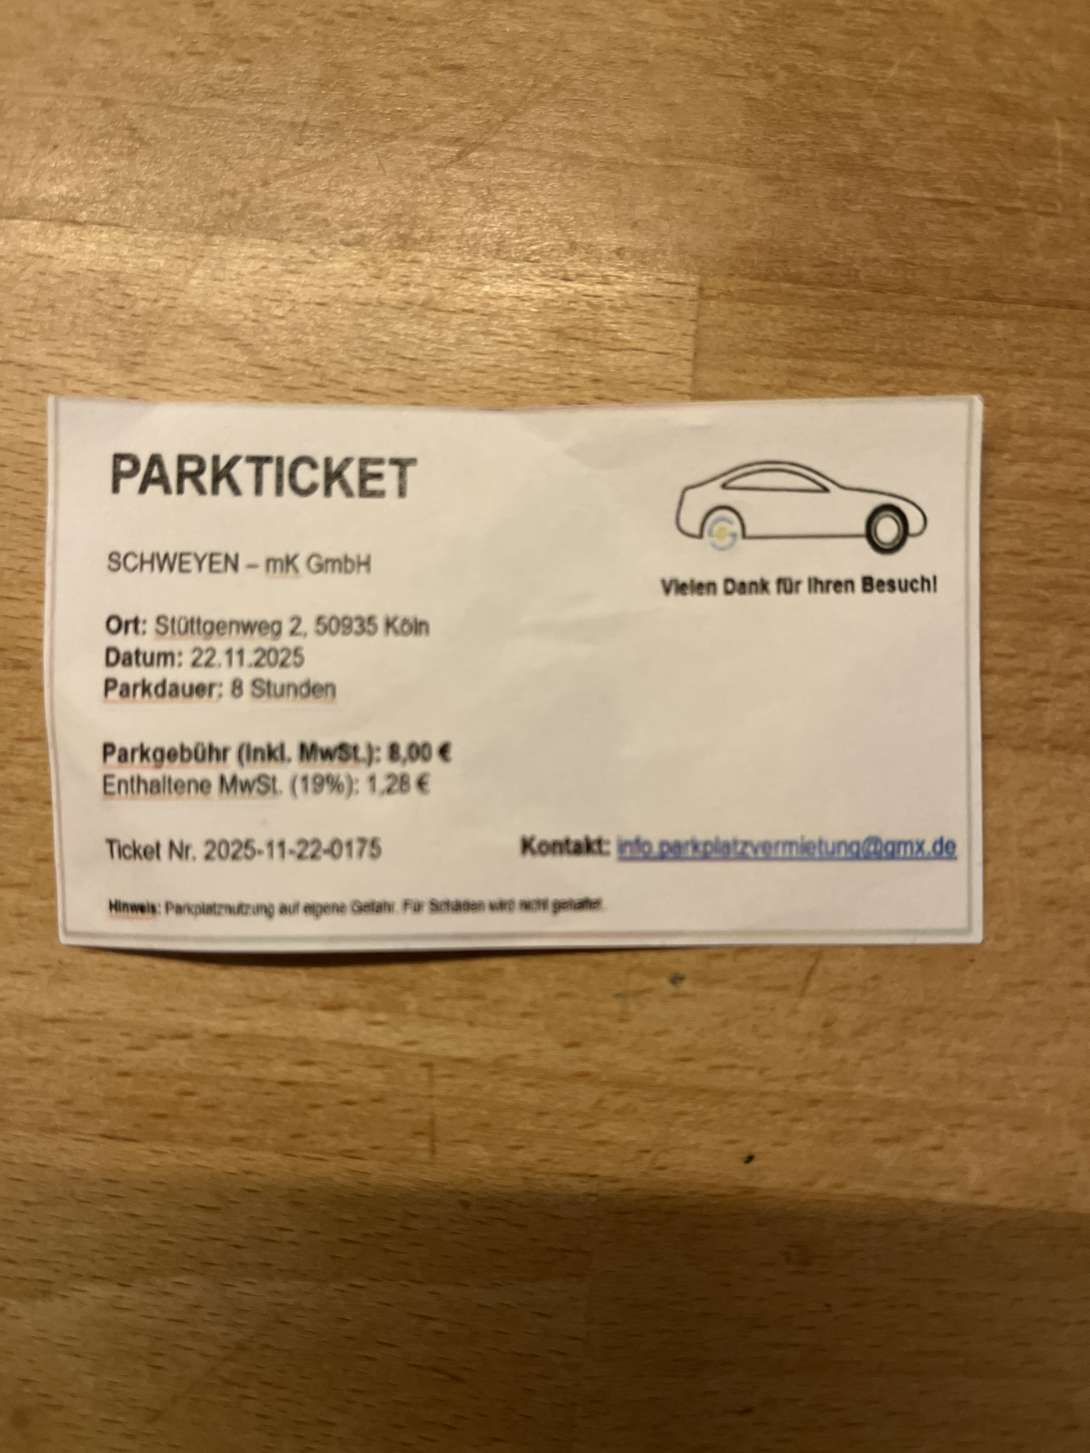 PARKTICKET
SCHWEYEN – mK GmbH
Ort: Stüttgenweg 2, 50935 Köln
Datum: 22.11.2025
Parkdauer: 8 Stunden
Parkgebühr (inkl. MwSt.): 8,00 €
Enthaltene MwSt. (19%): 1,28 €
Ticket Nr. 2025-11-22-0175
Hinweis: Parkplatznutzung auf eigene Gefahr. Für Schäden wird nicht gehaftet.
Vielen Dank für Ihren Besuch!
Kontakt: info.parkplatzvermietung@gmx.de